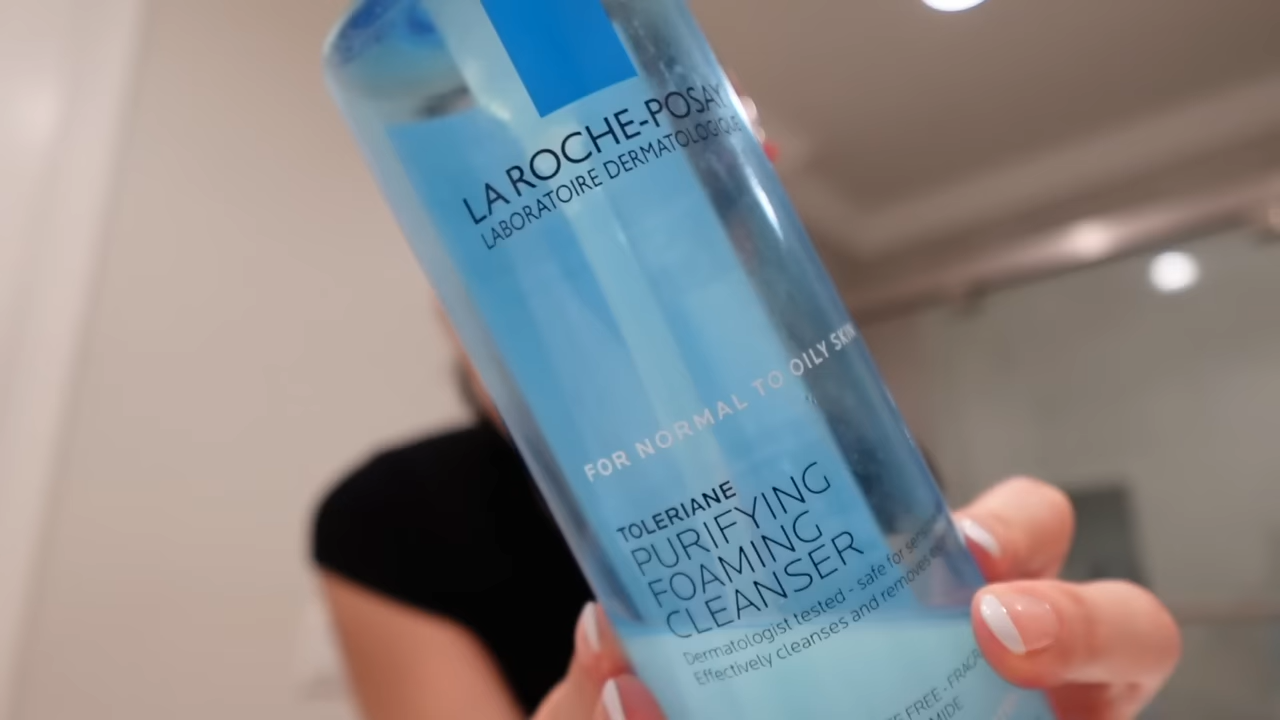 LA ROCHE-POSAY
LABORATOIRE DERMATOLOGIQUE
FOR NORMAL TO OILY SKIN
TOLERIANE
PURIFYING
FOAMING
CLEANSER
Dermatologist tested - safe for
Effectively cleanses and removes
FREE -